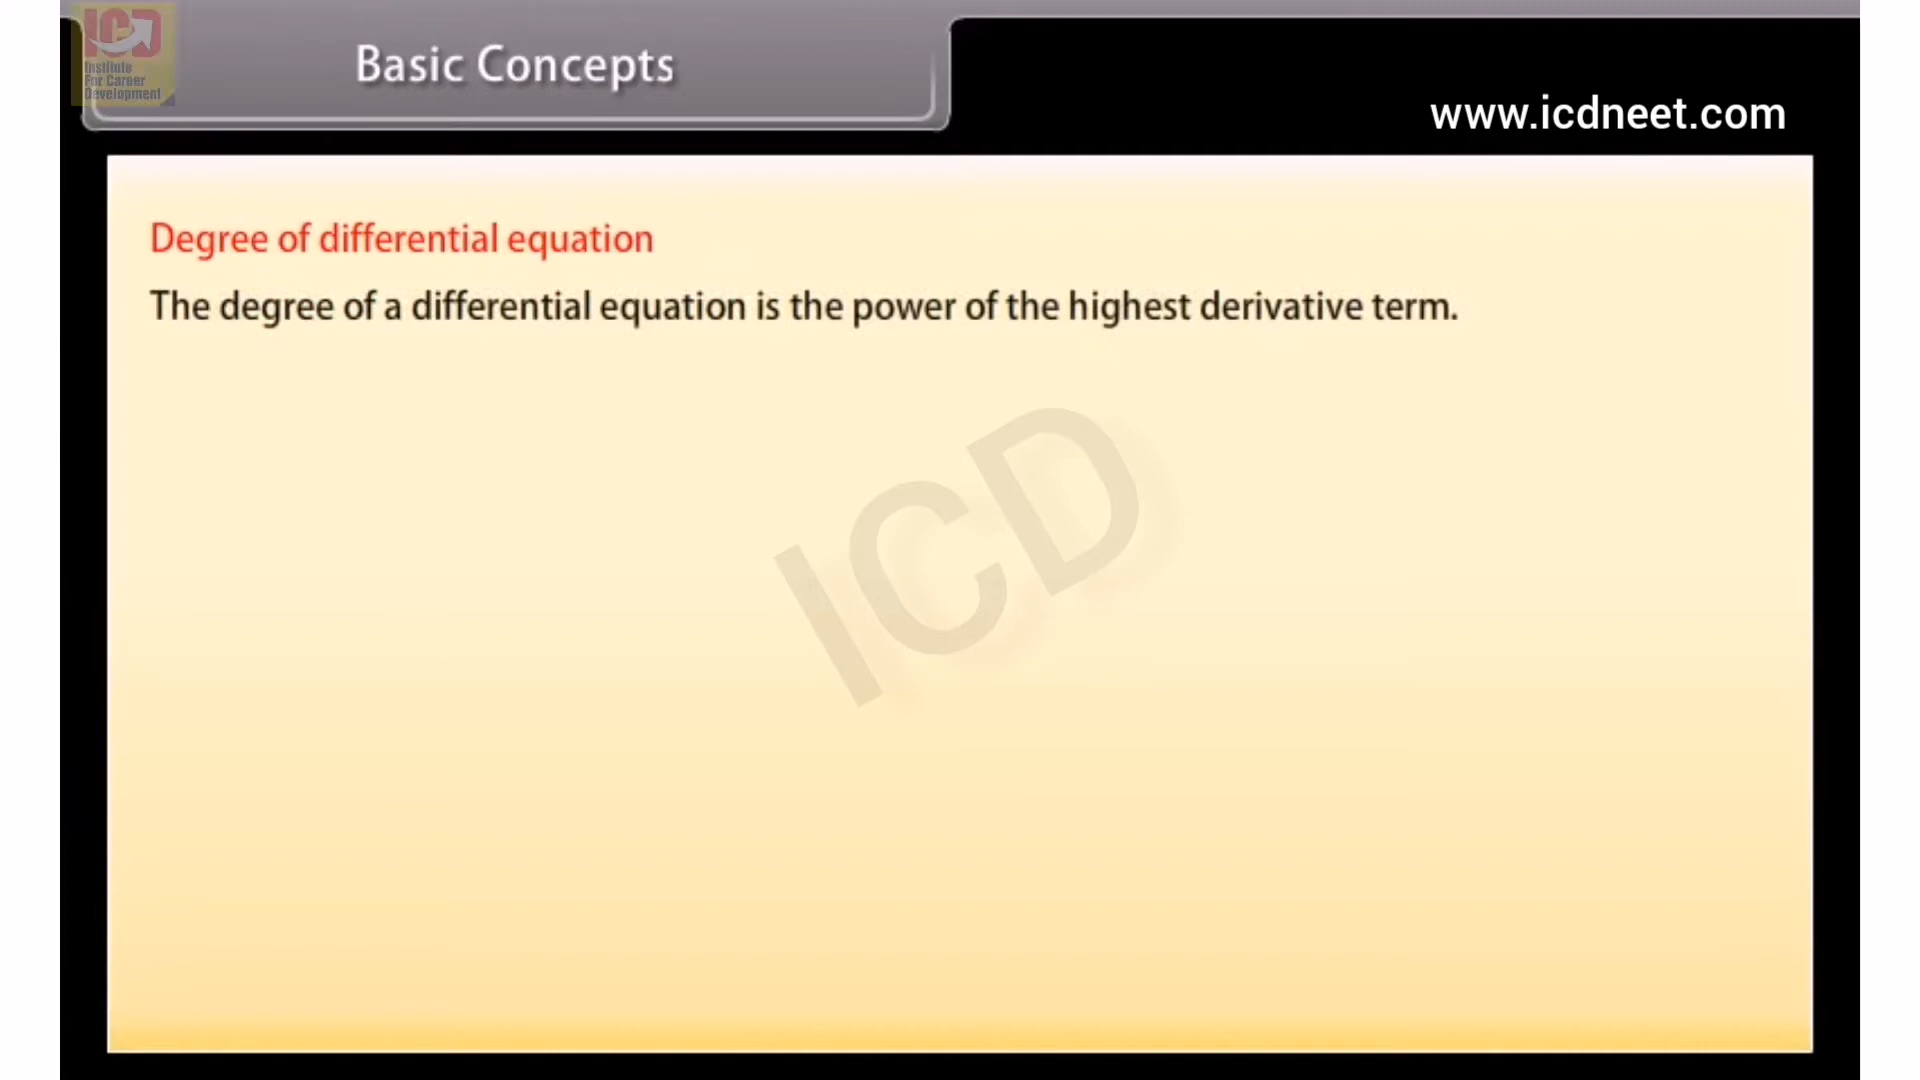 ICD
Institute
For Career
Development
Basic Concepts
www.icdneet.com
Degree of differential equation
The degree of a differential equation is the power of the highest derivative term.
ICD